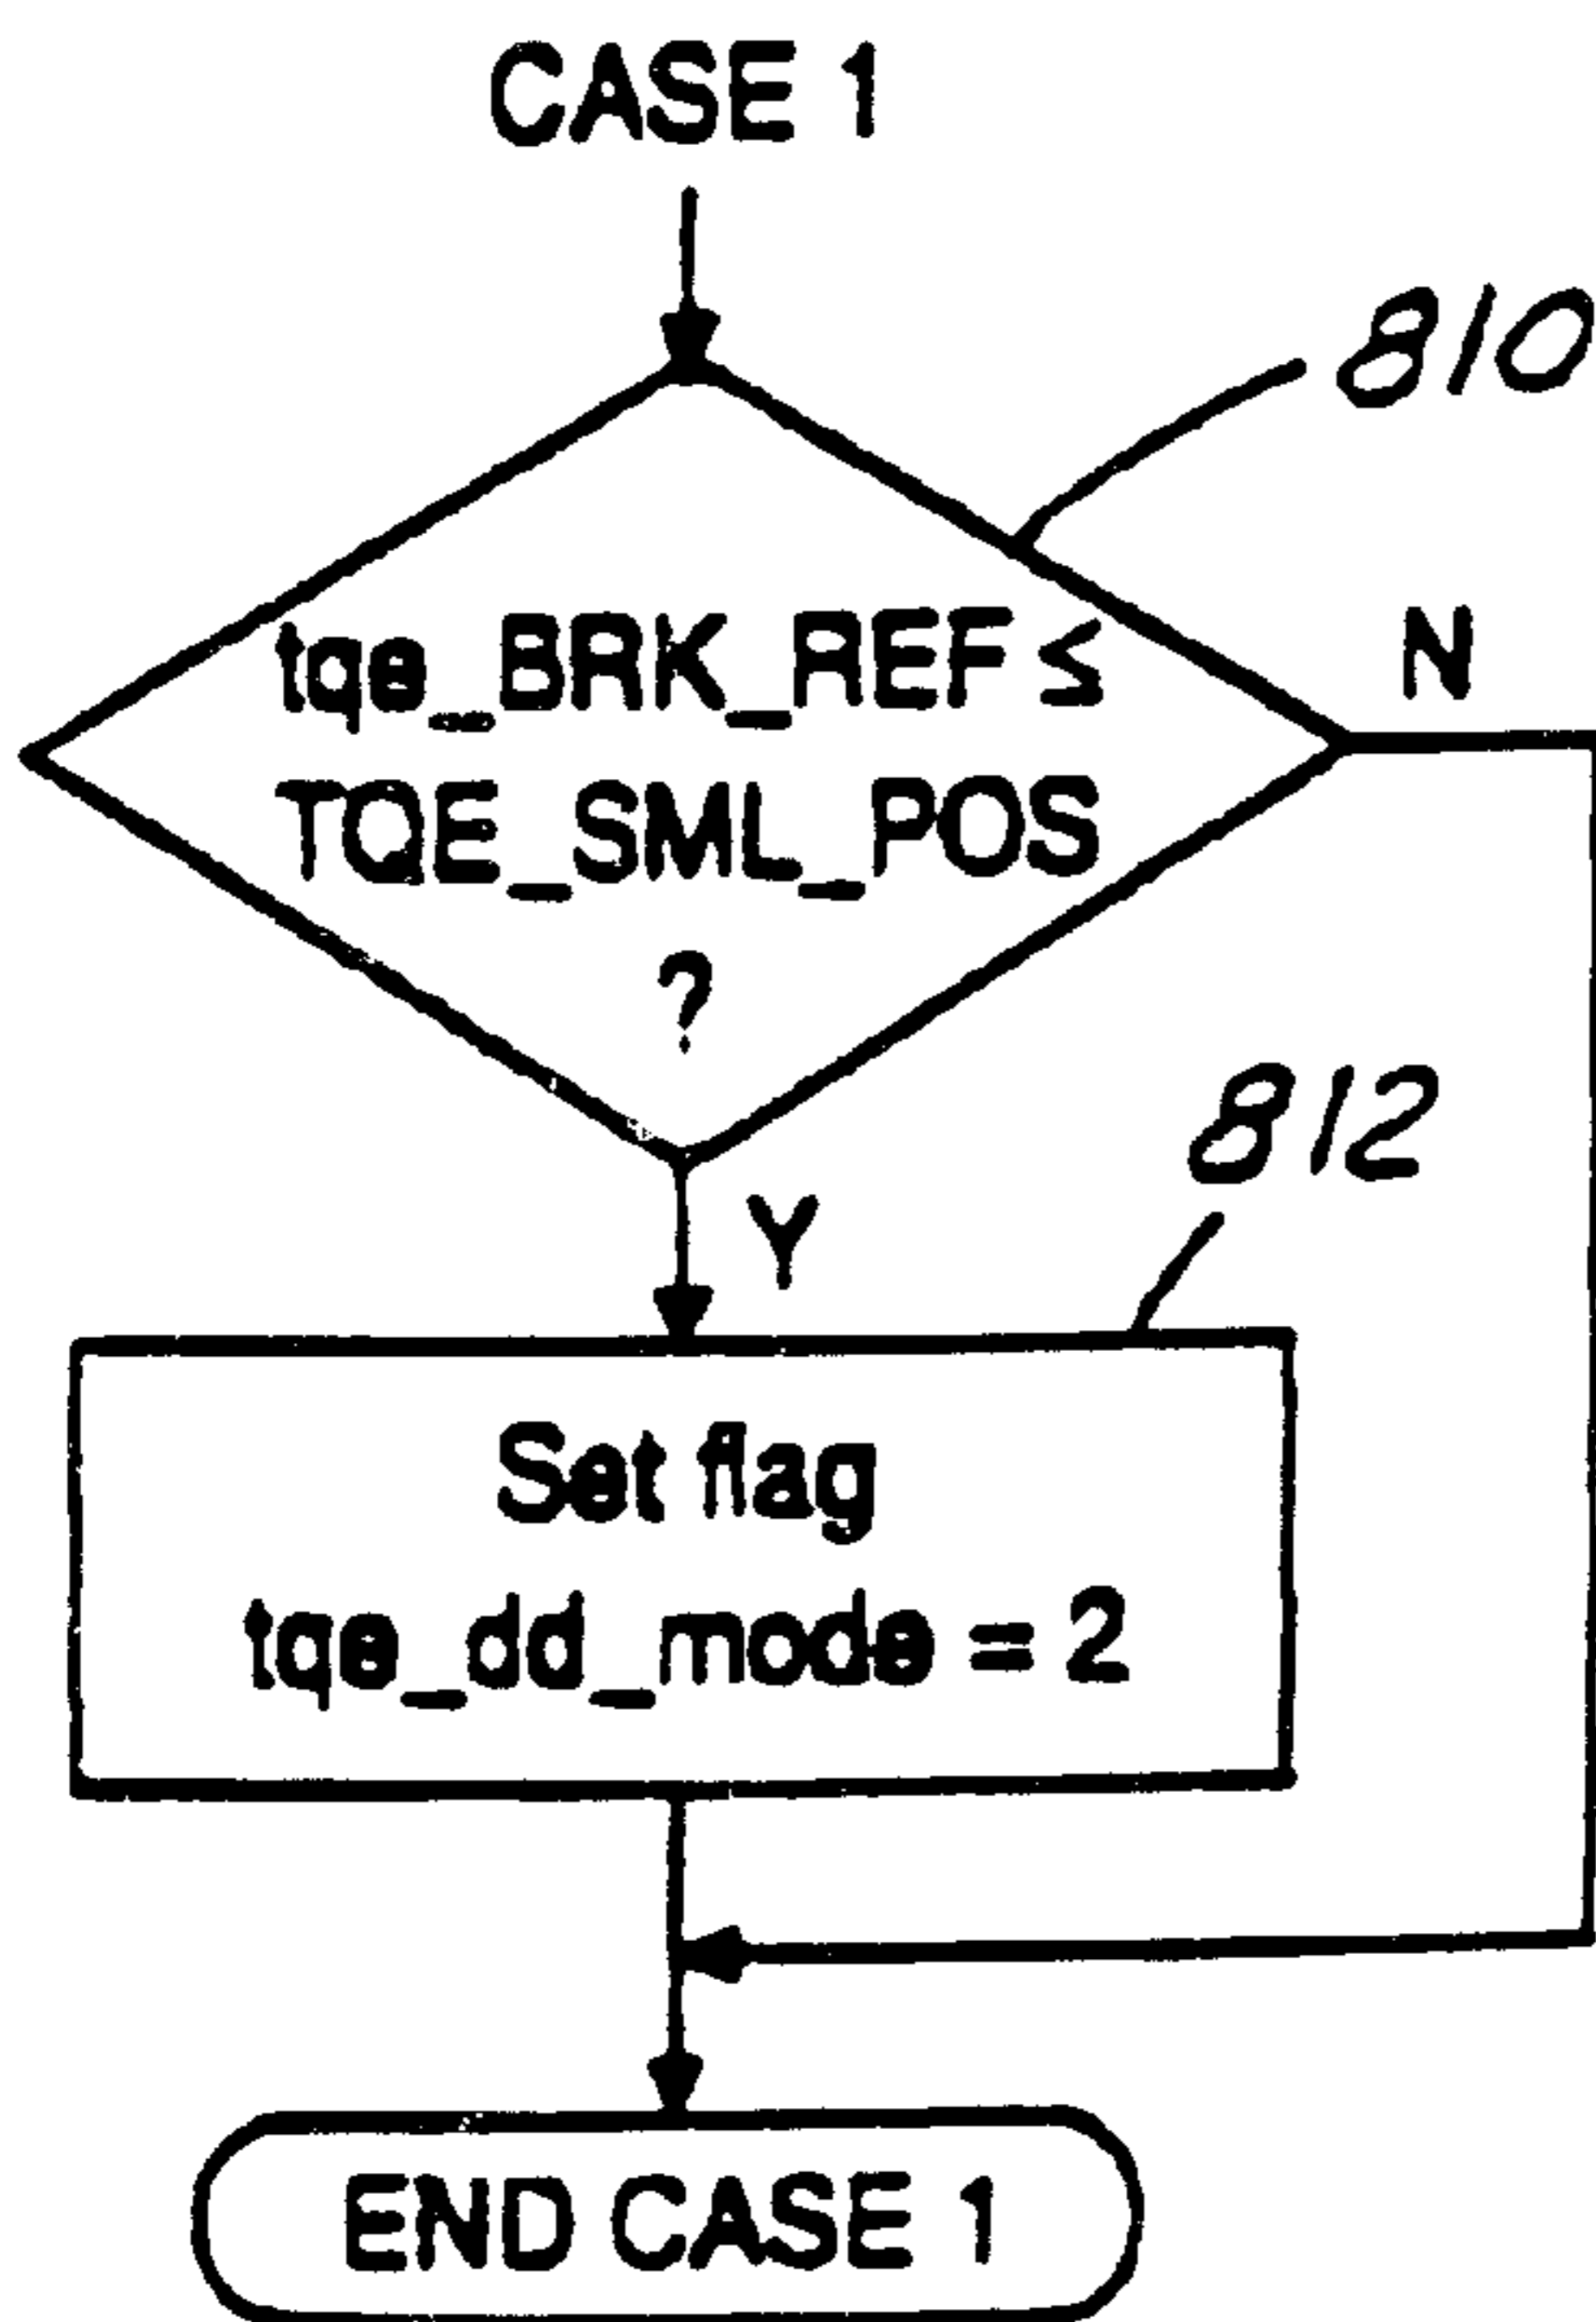 CASE 1
810
tqe_BRK_REF ≤
TQE_SML_POS
?
N
Y
812
Set flag
tqe_dd_mode = 2
END CASE 1